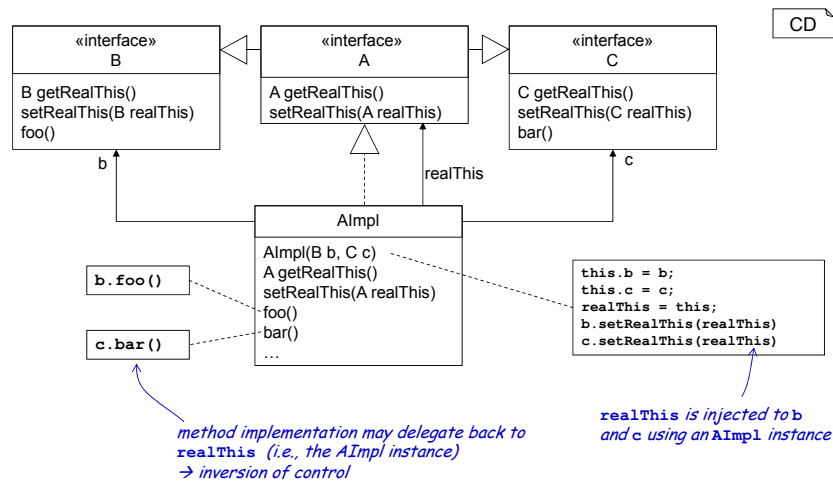 CD
«interface»
B
B getRealThis()
setRealThis(B realThis)
foo()
«interface»
A
A getRealThis()
setRealThis(A realThis)
«interface»
C
C getRealThis()
setRealThis(C realThis)
bar()
b
realThis
c
AImpl
AImpl(B b, C c)
A getRealThis()
setRealThis(A realThis)
foo()
bar()
…
b.foo()
c.bar()
this.b = b;
this.c = c;
realThis = this;
b.setRealThis(realThis)
c.setRealThis(realThis)
method implementation may delegate back to
realThis (i.e., the AImpl instance)
→ inversion of control
realThis is injected to b
and c using an AImpl instance